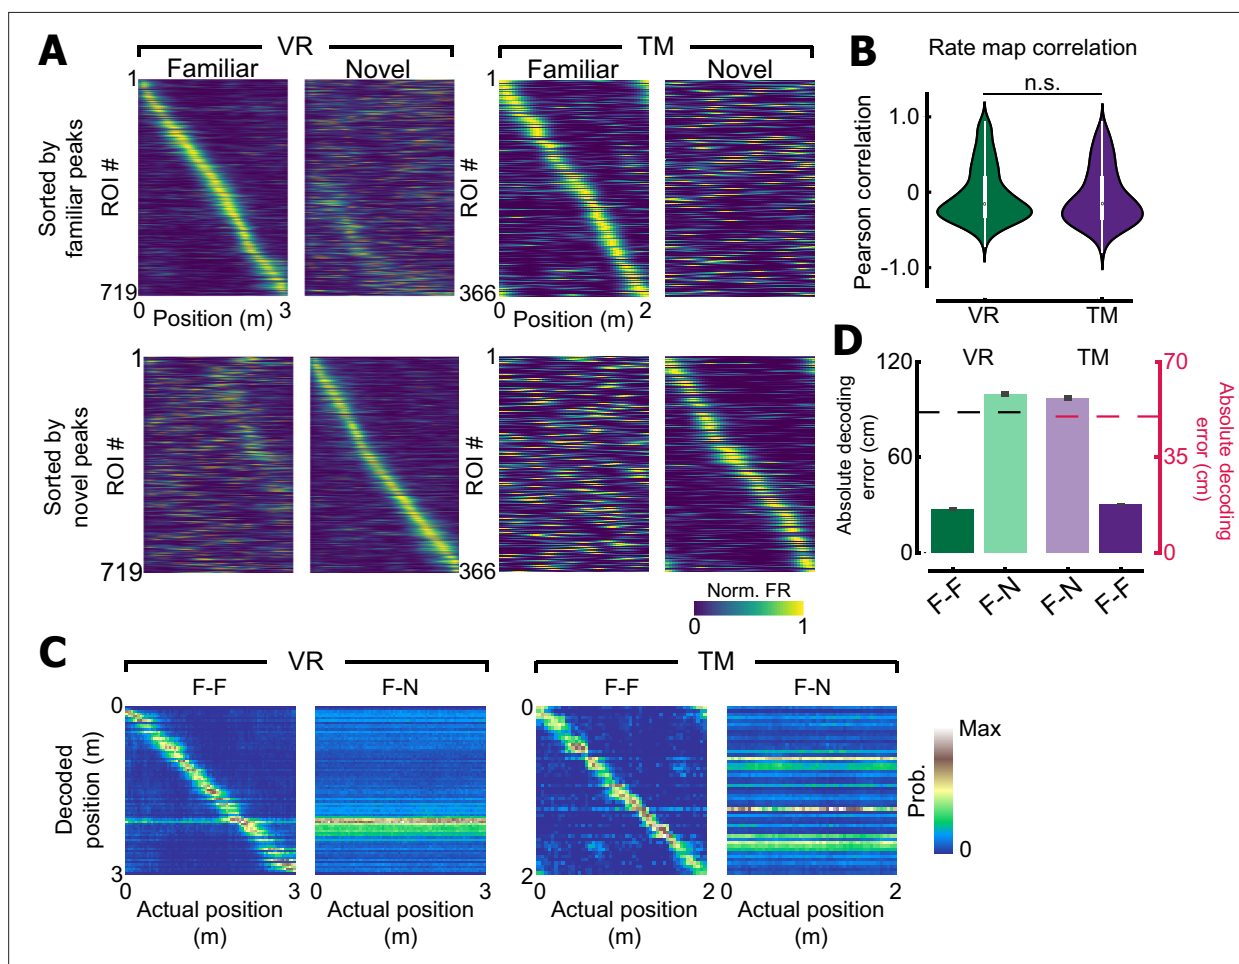 A
VR
TM
Familiar
Novel
Familiar
Novel
Sorted by
familiar peaks
ROI #
1
719
0
3
Position (m)
ROI #
1
366
0
2
Position (m)
Sorted by
novel peaks
ROI #
1
719
ROI #
1
366
Norm. FR
0
1
B
Rate map correlation
n.s.
Pearson correlation
1.0
0
-1.0
VR
TM
D
VR
TM
Absolute decoding
error (cm)
120
60
0
70
35
0
Absolute decoding
error (cm)
F-F
F-N
F-N
F-F
C
VR
TM
F-F
F-N
F-F
F-N
Decoded
position (m)
0
3
0
3
0
3
0
2
0
2
0
2
Actual position
(m)
Actual position
(m)
Actual position
(m)
Actual position
(m)
Prob.
Max
0